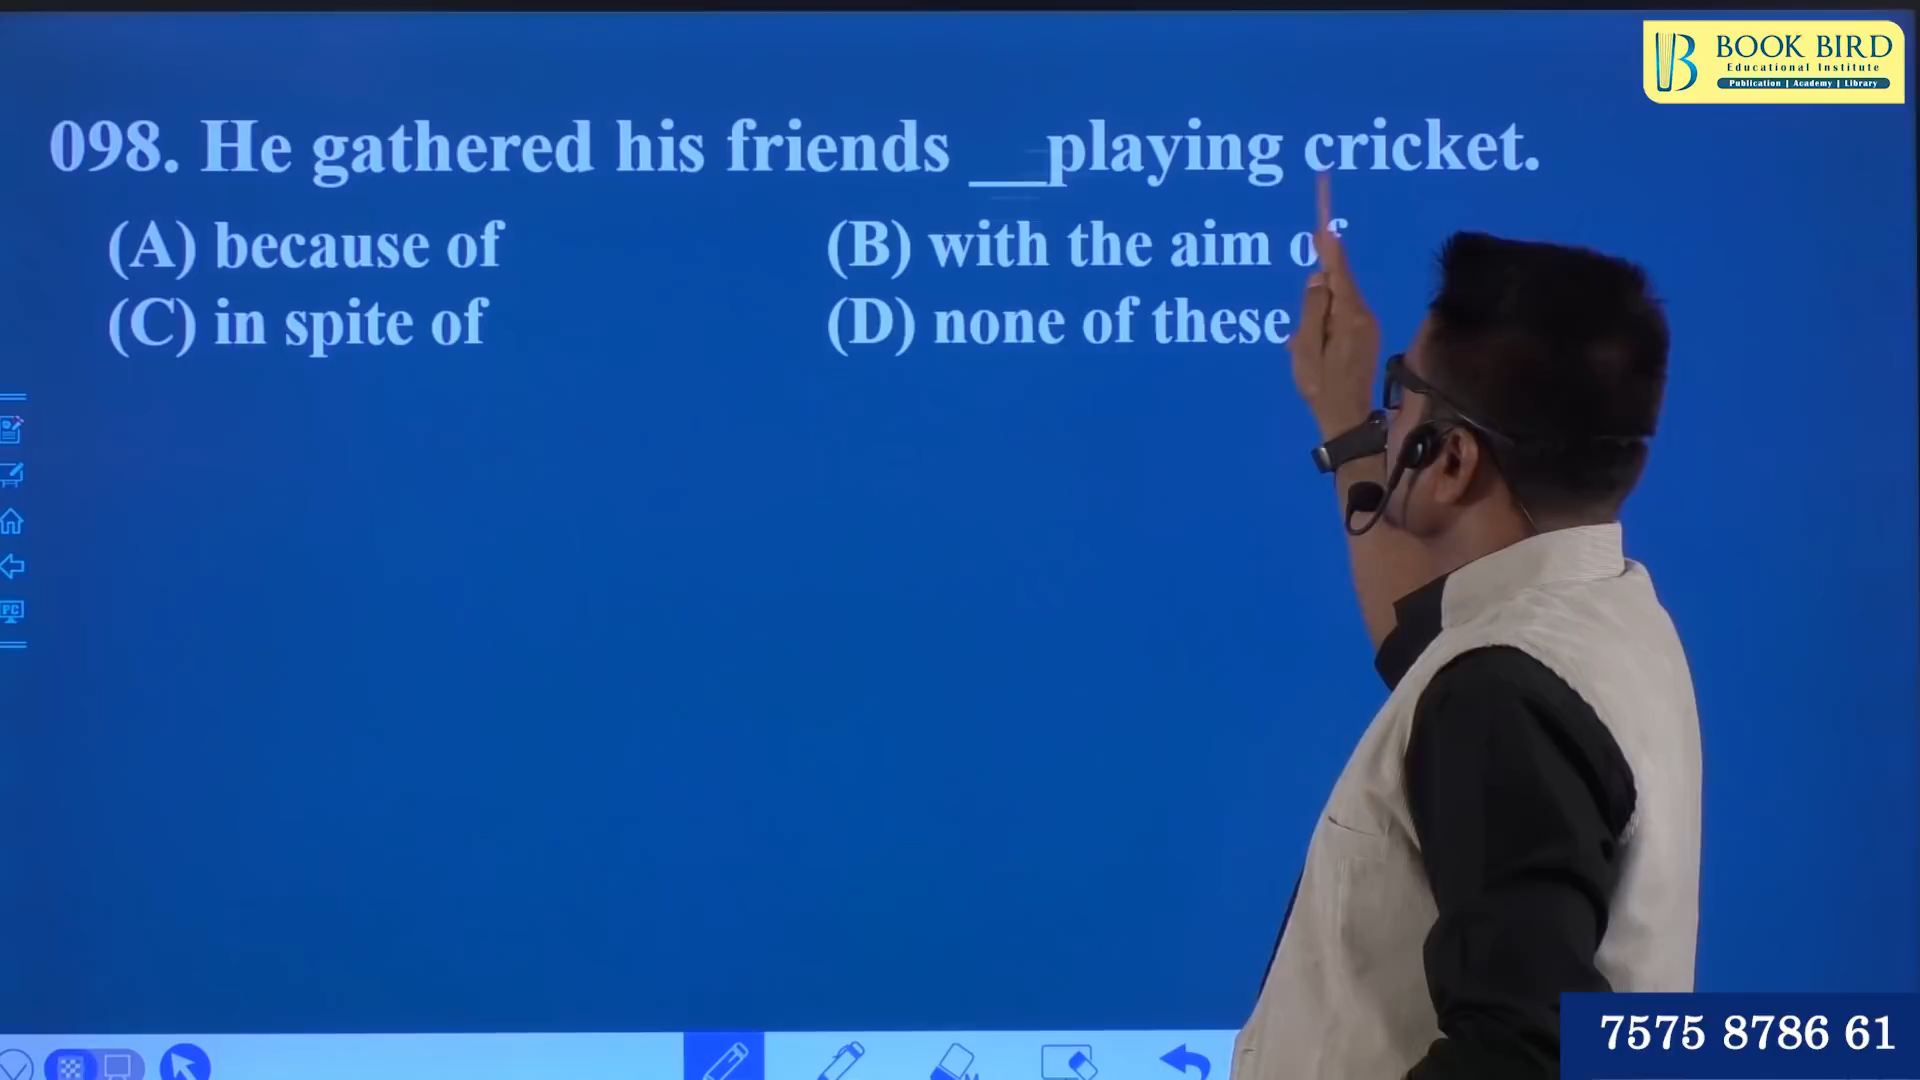 BOOK BIRD
Educational Institute
Publication | Academy | Library
098. He gathered his friends __playing cricket.
(A) because of (B) with the aim of
(C) in spite of (D) none of these
PC
7575 8786 61